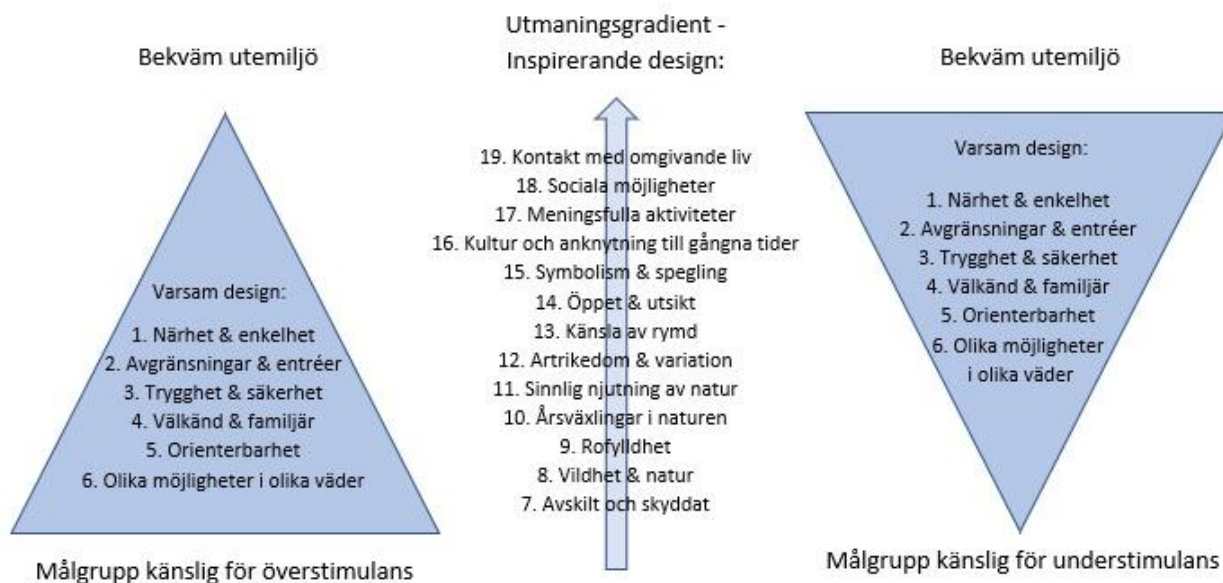 Bekväm utemiljö
Varsam design:
1. Närhet & enkelhet
2. Avgränsningar & entréer
3. Trygghet & säkerhet
4. Välkänd & familjär
5. Orienterbarhet
6. Olika möjligheter i olika väder
Målgrupp känslig för överstimulans
Utmaningsgradient -
Inspirerande design:
19. Kontakt med omgivande liv
18. Sociala möjligheter
17. Meningsfulla aktiviteter
16. Kultur och anknytning till gångna tider
15. Symbolism & spegling
14. Öppet & utsikt
13. Känsla av rymd
12. Artrikedom & variation
11. Sinnlig njutning av natur
10. Årsväxlingar i naturen
9. Rofylldhet
8. Vildhet & natur
7. Avskilt och skyddat
Bekväm utemiljö
Varsam design:
1. Närhet & enkelhet
2. Avgränsningar & entréer
3. Trygghet & säkerhet
4. Välkänd & familjär
5. Orienterbarhet
6. Olika möjligheter
i olika väder
Målgrupp känslig för understimulans